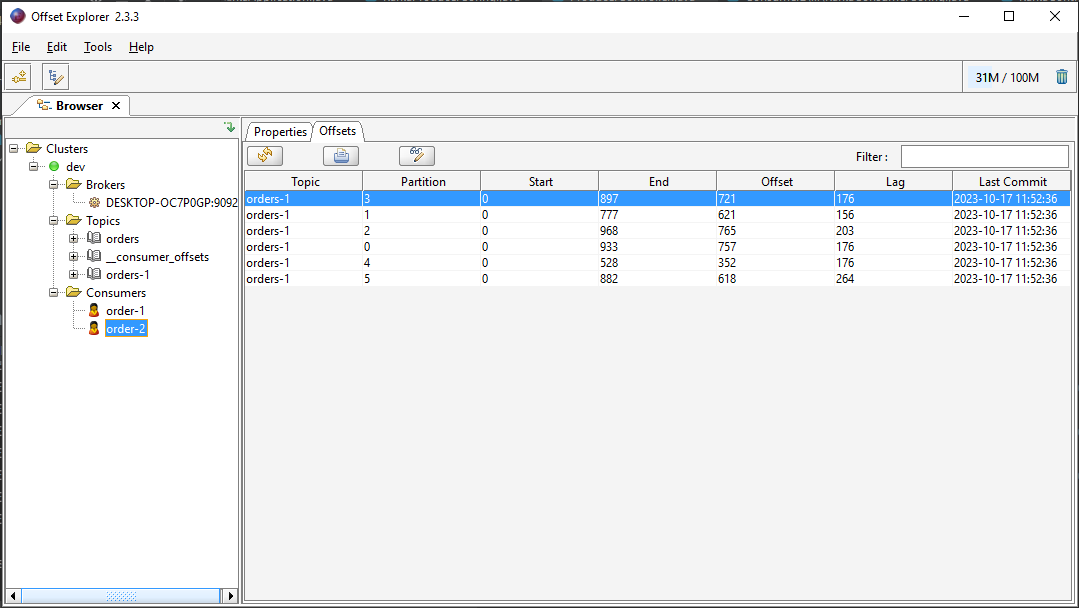 Offset Explorer 2.3.3
File Edit Tools Help
31M / 100M
Browser
Clusters
dev
Brokers
DESKTOP-OC7P0GP:9092
Topics
orders
__consumer_offsets
orders-1
Consumers
order-1
order-2
Properties Offsets
Filter :
Topic Partition Start End Offset Lag Last Commit
orders-1 3 0 897 721 176 2023-10-17 11:52:36
orders-1 1 0 777 621 156 2023-10-17 11:52:36
orders-1 2 0 968 765 203 2023-10-17 11:52:36
orders-1 0 0 933 757 176 2023-10-17 11:52:36
orders-1 4 0 528 352 176 2023-10-17 11:52:36
orders-1 5 0 882 618 264 2023-10-17 11:52:36